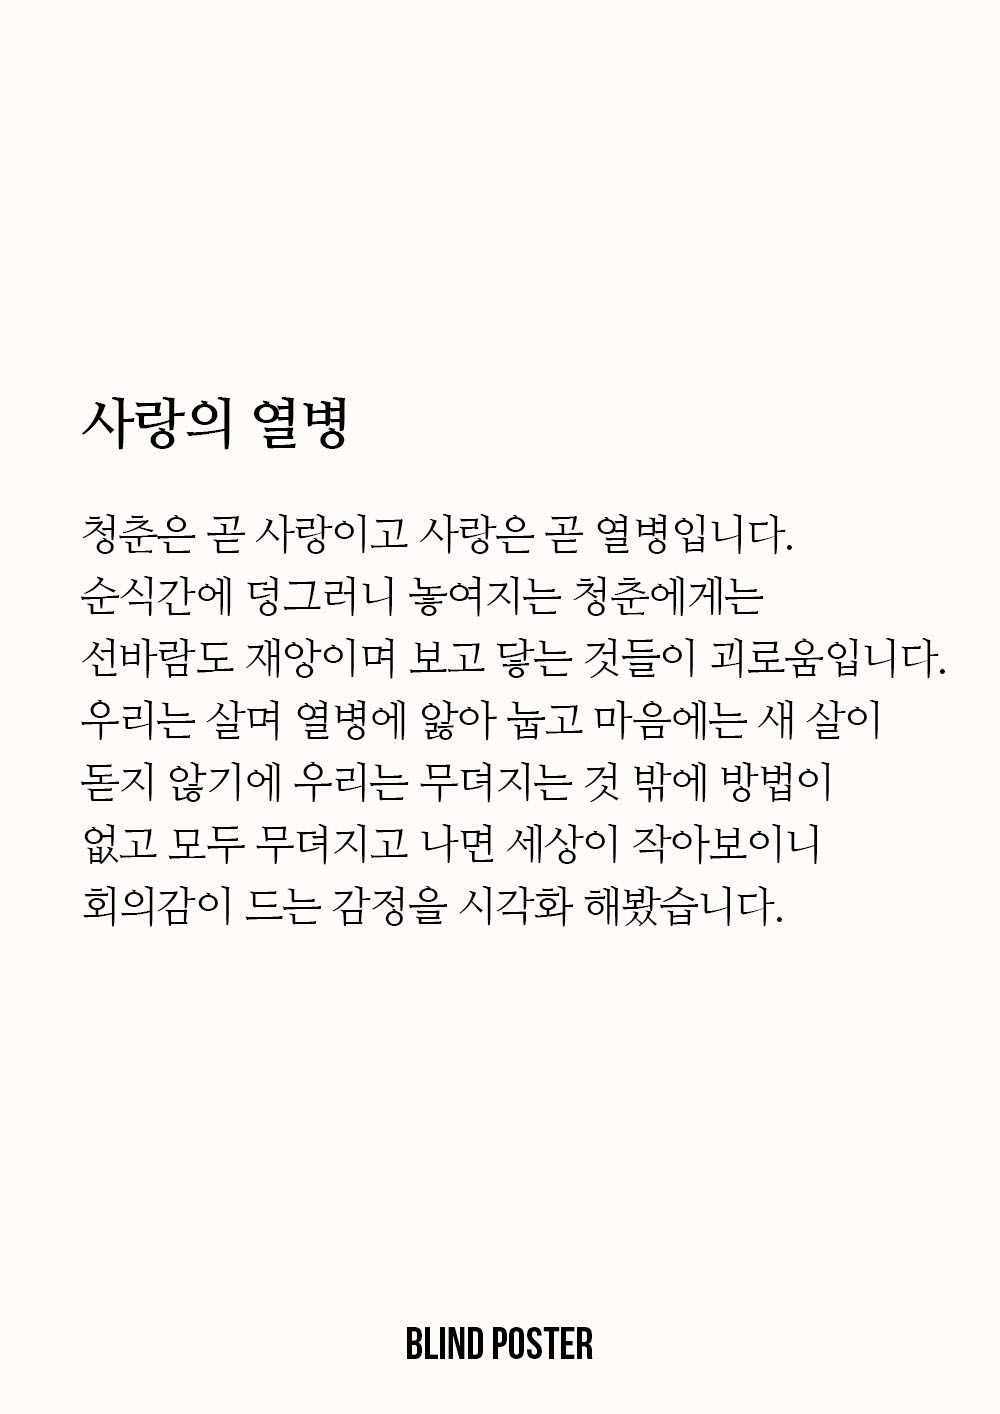 사랑의 열병
청춘은 곧 사랑이고 사랑은 곧 열병입니다.
순식간에 덩그러니 놓여지는 청춘에게는
선바람도 재앙이며 보고 닿는 것들이 괴로움입니다.
우리는 살며 열병에 앓아 눕고 마음에는 새 살이
돋지 않기에 우리는 무뎌지는 것 밖에 방법이
없고 모두 무뎌지고 나면 세상이 작아보이니
회의감이 드는 감정을 시각화 해봤습니다.
BLIND POSTER